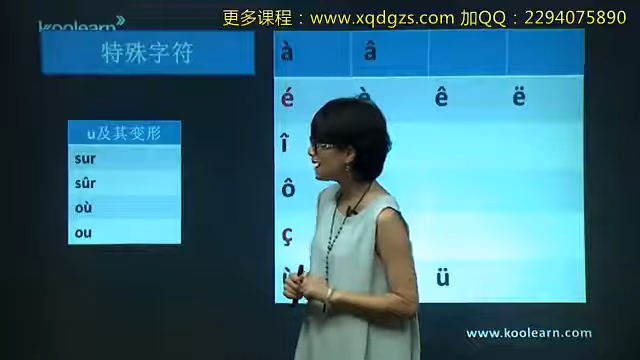 更多课程：www.xqdgzs.com 加QQ：2294075890
koolearn
特殊字符
à â
é è ê ë
î
ô
ç
ù ü
u及其变形
sur
sûr
où
ou
www.koolearn.com